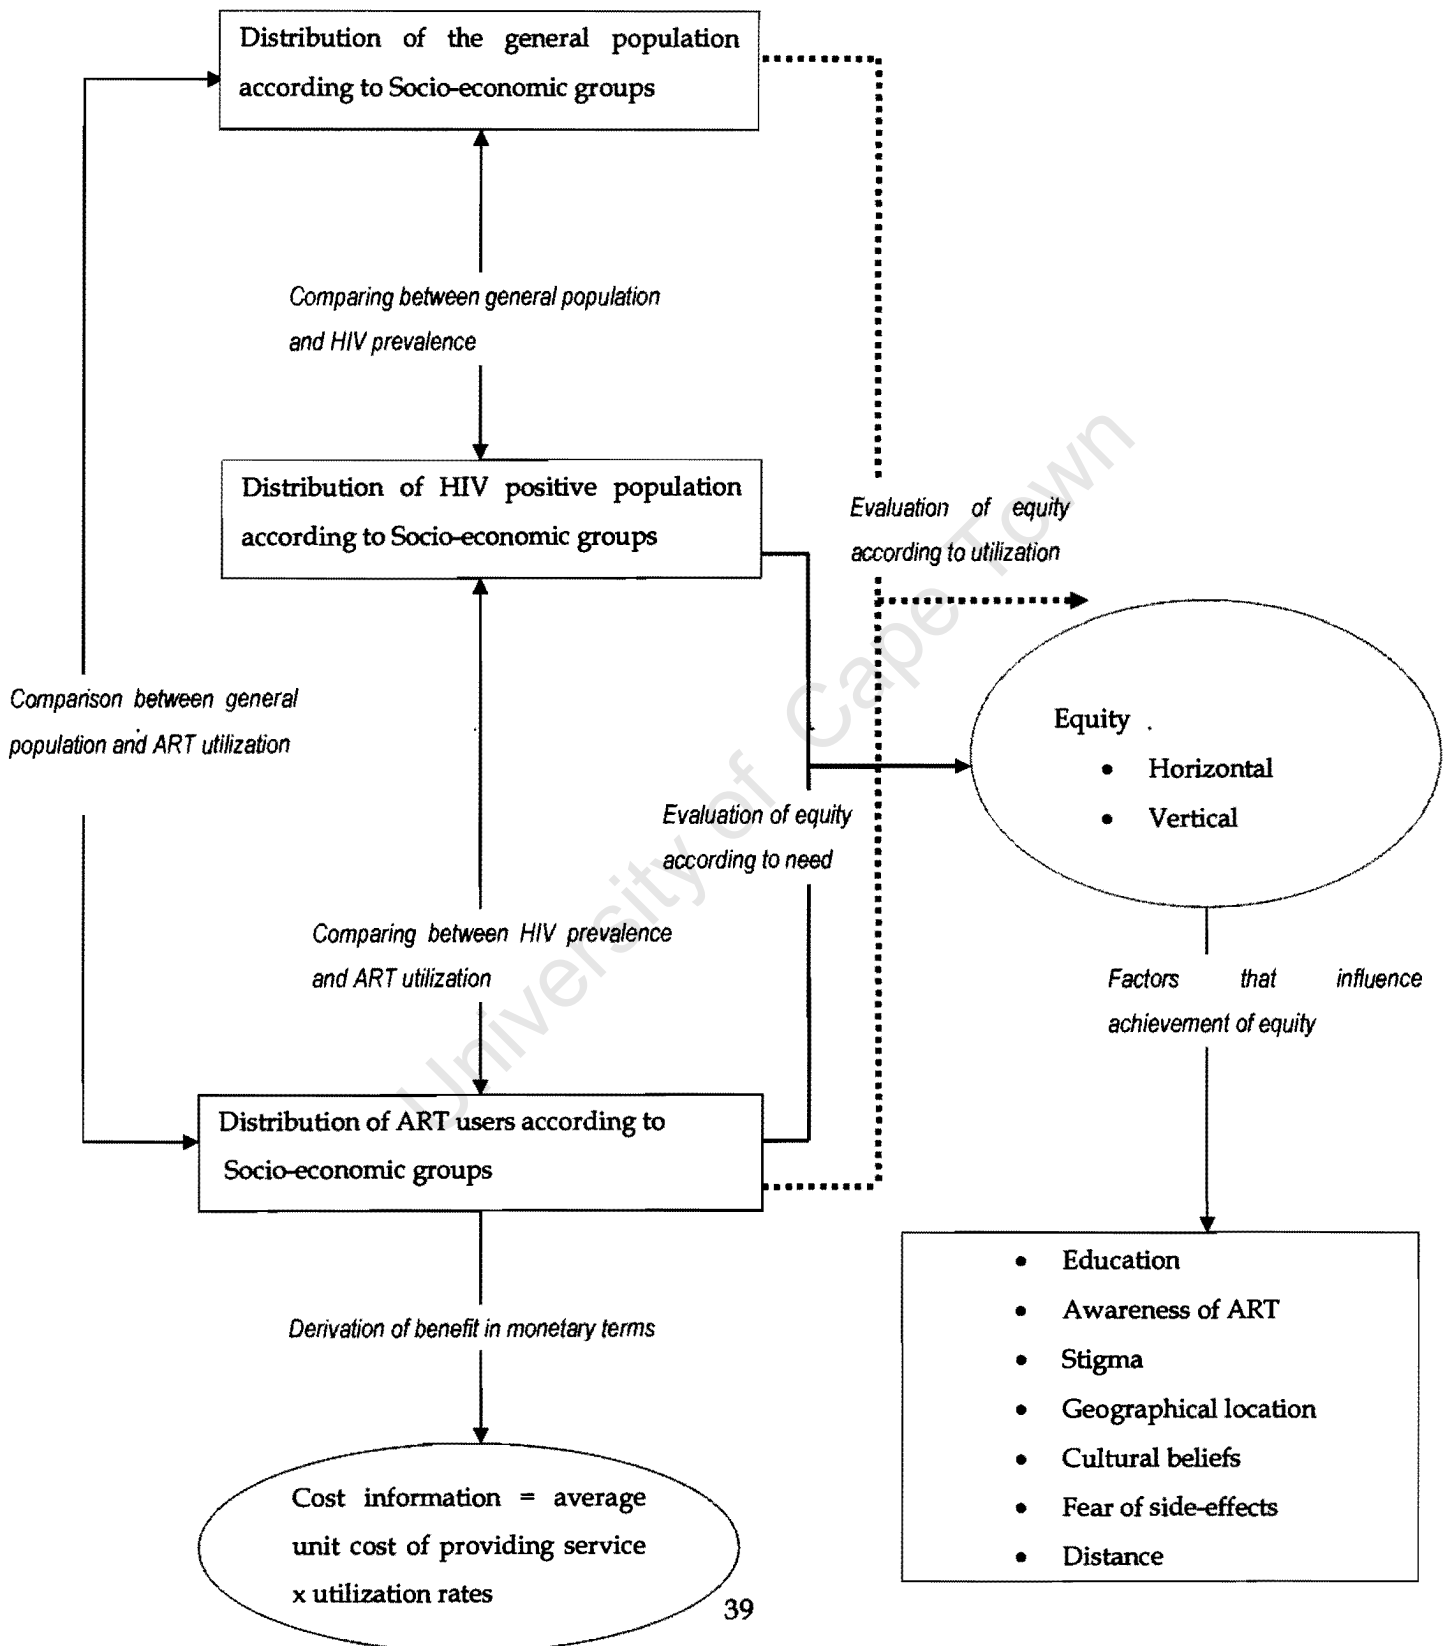 Distribution of the general population
according to Socio-economic groups
Comparing between general population
and HIV prevalence
Distribution of HIV positive population
according to Socio-economic groups
Evaluation of equity
according to utilization
Comparison between general
population and ART utilization
Equity
• Horizontal
• Vertical
Evaluation of equity
according to need
Comparing between HIV prevalence
and ART utilization
Factors that influence
achievement of equity
Distribution of ART users according to
Socio-economic groups
• Education
• Awareness of ART
• Stigma
• Geographical location
• Cultural beliefs
• Fear of side-effects
• Distance
Derivation of benefit in monetary terms
Cost information = average
unit cost of providing service
x utilization rates
39
University of Cape Town